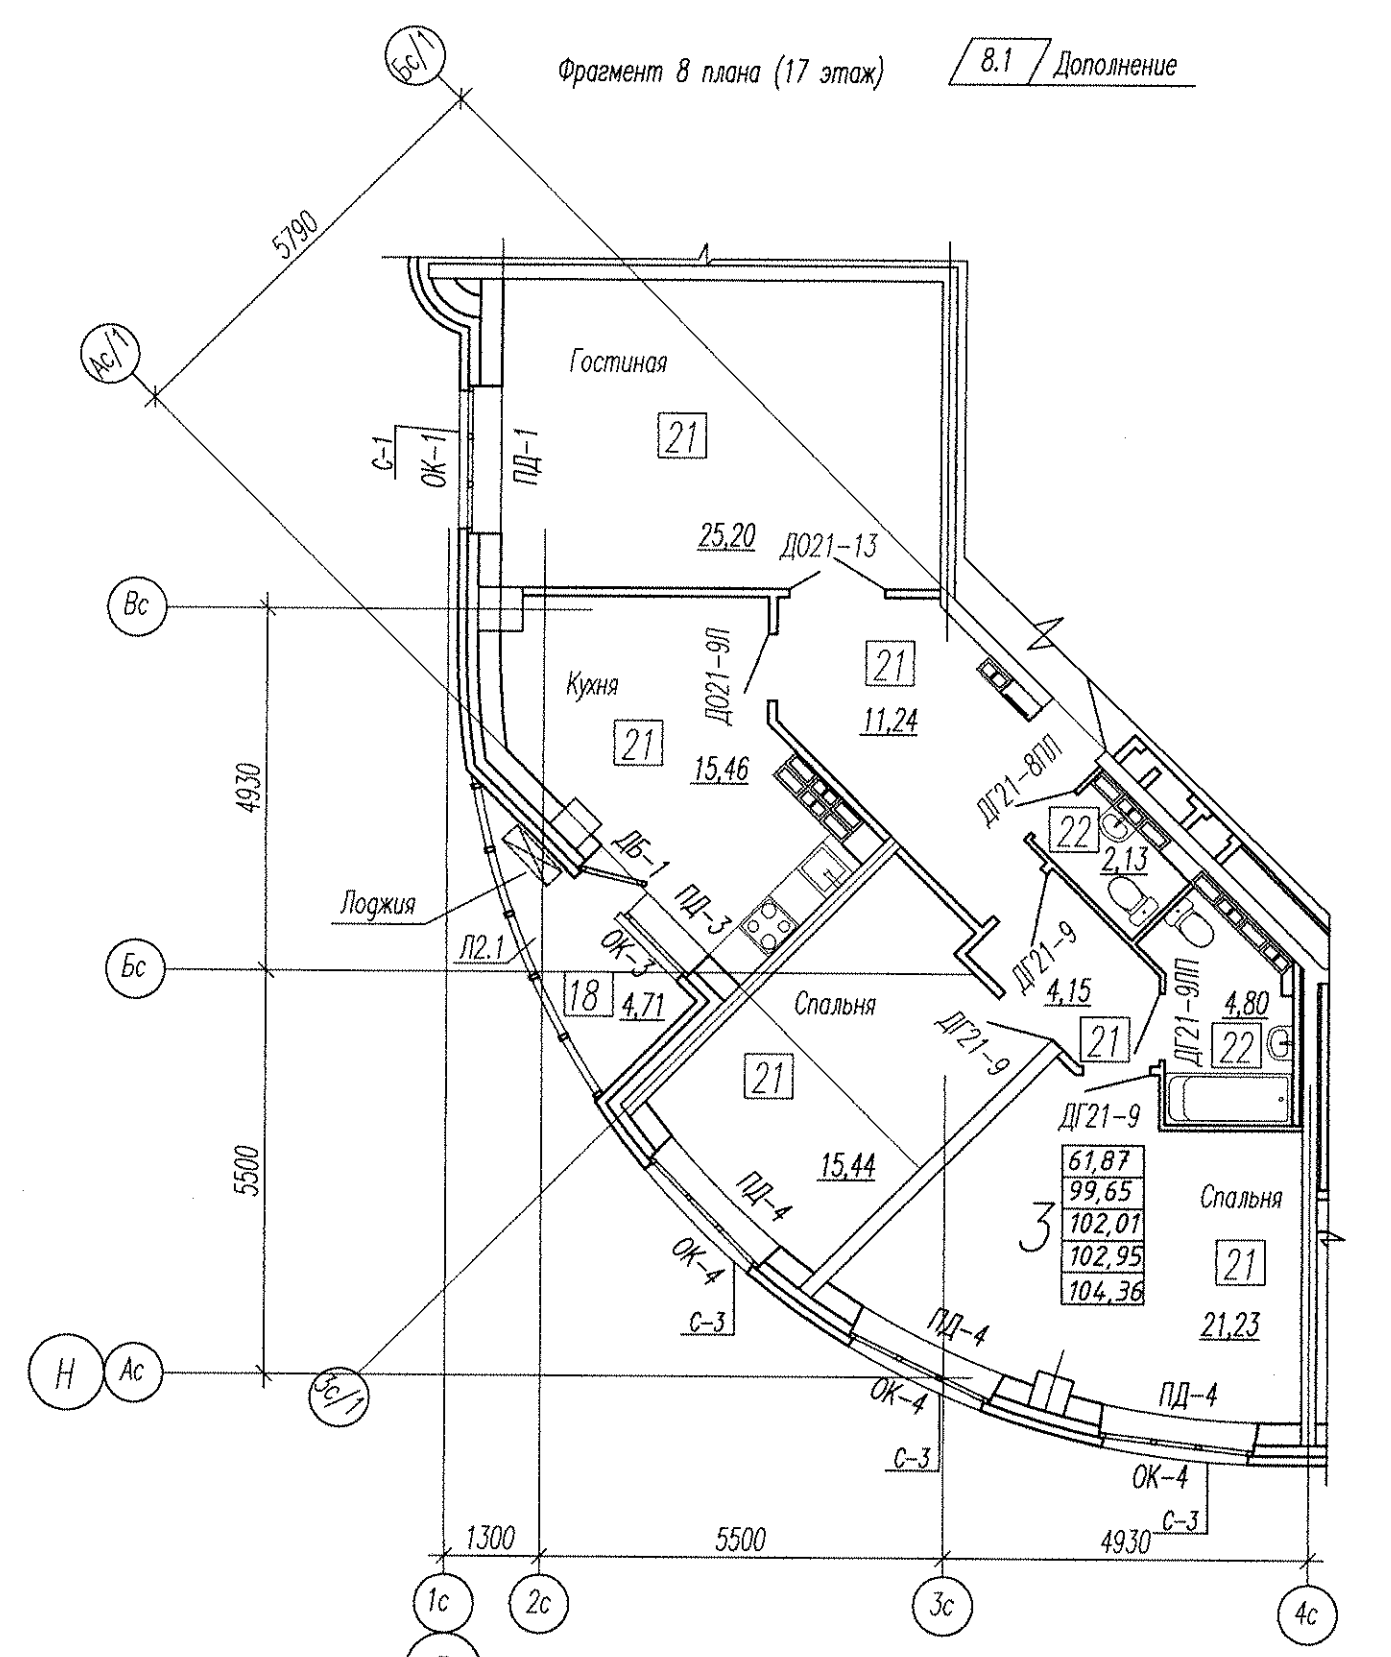 Бс/1
Фрагмент 8 плана (17 этаж)
8.1 Дополнение
5790
Ас/1
Гостиная
21
С-1
ОК-1
ПД-1
25,20
ДО21-13
Вс
ДО21-9Л
21
11,24
Кухня
21
15,46
4930
ДГ21-8ПЛ
22
2,13
ДБ-1
ПД-3
Лоджия
Л2.1
ОК-3
Бс
18
4,71
Спальня
ДГ21-9
4,15
21
ДГ21-9ПЛ
4,80
22
ДГ21-9
21
ДГ21-9
5500
15,44
ПД-4
3
61,87
99,65
102,01
102,95
104,36
Спальня
21
21,23
ОК-4
С-3
ПД-4
Н
Ас
3с/1
ОК-4
ПД-4
С-3
ОК-4
С-3
1300
5500
4930
1с
2с
3с
4с